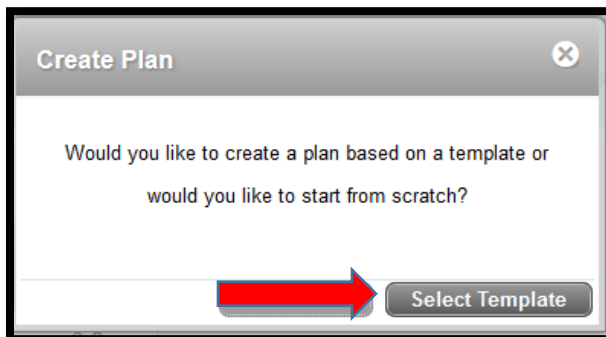 Create Plan
Would you like to create a plan based on a template or
would you like to start from scratch?
Select Template